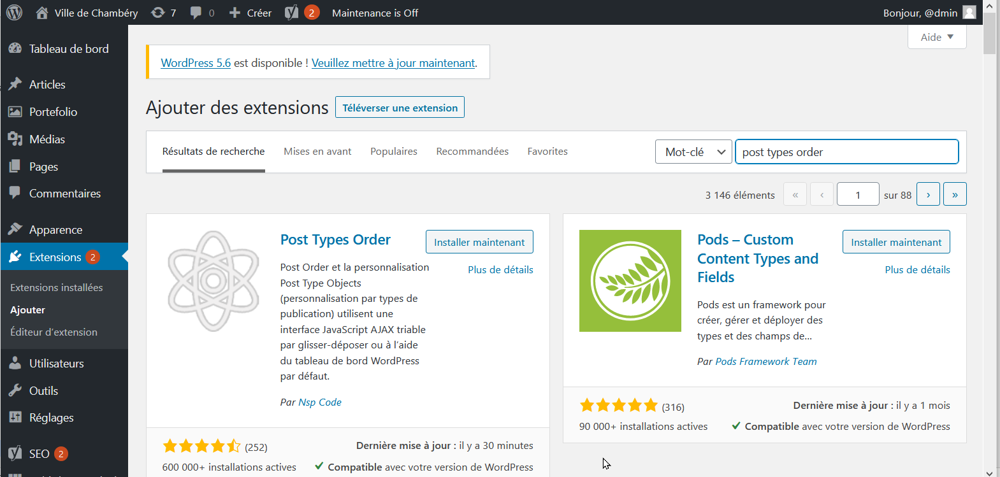 Ville de Chambéry 7 0 Créer 2 Maintenance is Off Bonjour, @dmin
Aide
Tableau de bord
Articles
Portefolio
Médias
Pages
Commentaires
Apparence
Extensions 2
Extensions installées
Ajouter
Éditeur d'extension
Utilisateurs
Outils
Réglages
SEO 2
WordPress 5.6 est disponible ! Veuillez mettre à jour maintenant.
Ajouter des extensions Téléverser une extension
Résultats de recherche Mises en avant Populaires Recommandées Favorites Mot-clé post types order
3 146 éléments « ‹ 1 sur 88 › »
Post Types Order
Installer maintenant
Plus de détails
Post Order et la personnalisation
Post Type Objects
(personnalisation par types de
publication) utilisent une
interface JavaScript AJAX triable
par glisser-déposer ou à l'aide
du tableau de bord WordPress
par défaut.
Par Nsp Code
(252)
Dernière mise à jour : il y a 30 minutes
600 000+ installations actives
Compatible avec votre version de WordPress
Pods – Custom
Content Types and
Fields
Installer maintenant
Plus de détails
Pods est un framework pour
créer, gérer et déployer des
types et des champs de…
Par Pods Framework Team
(316)
Dernière mise à jour : il y a 1 mois
90 000+ installations actives
Compatible avec votre version de WordPress